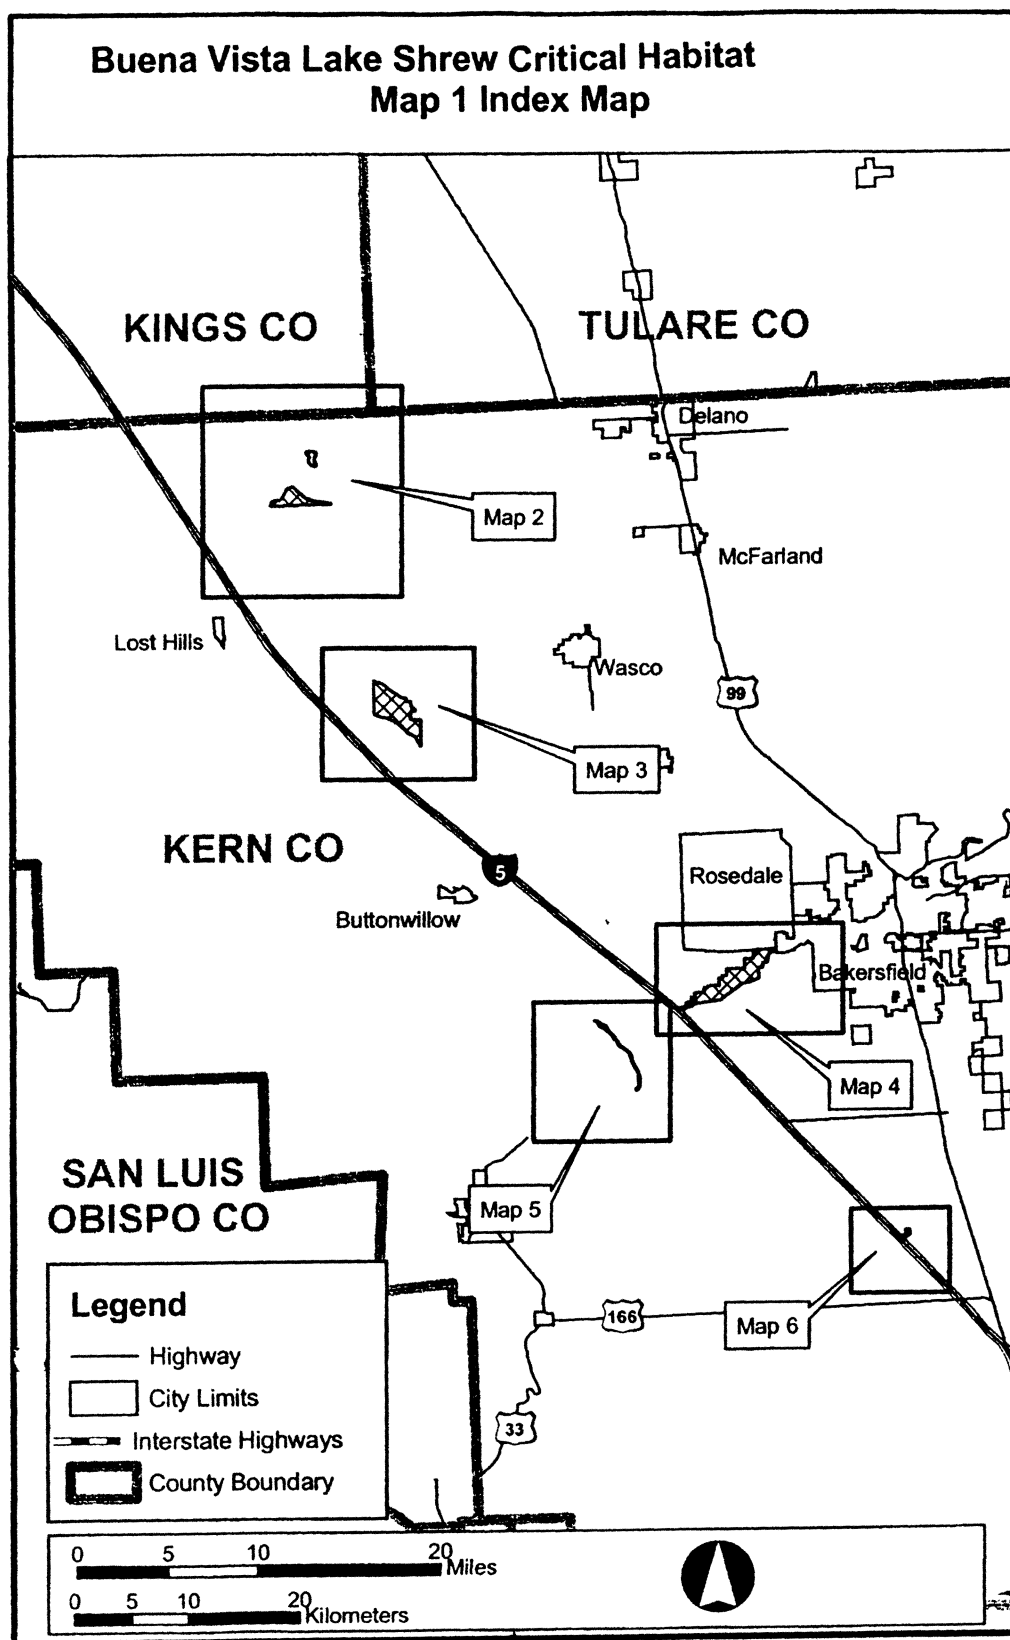 Buena Vista Lake Shrew Critical Habitat
Map 1 Index Map
KINGS CO
TULARE CO
Delano
Map 2
McFarland
Lost Hills
Wasco
99
Map 3
KERN CO
5
Rosedale
Buttonwillow
Bakersfield
Map 4
SAN LUIS
OBISPO CO
Map 5
Legend
Highway
City Limits
Interstate Highways
County Boundary
166
Map 6
33
0 5 10 20 Miles
0 5 10 20 Kilometers